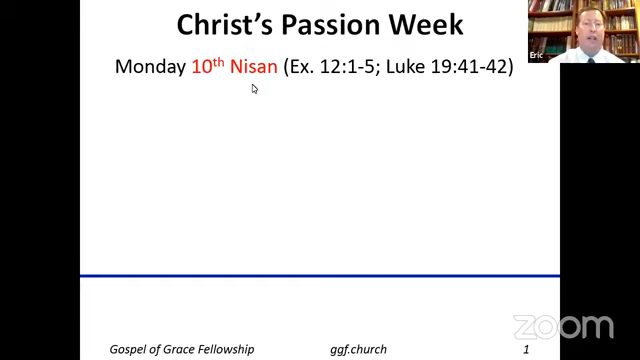 Christ's Passion Week
Monday 10th Nisan (Ex. 12:1-5; Luke 19:41-42)
Eric
zoom
Gospel of Grace Fellowship ggf.church 1